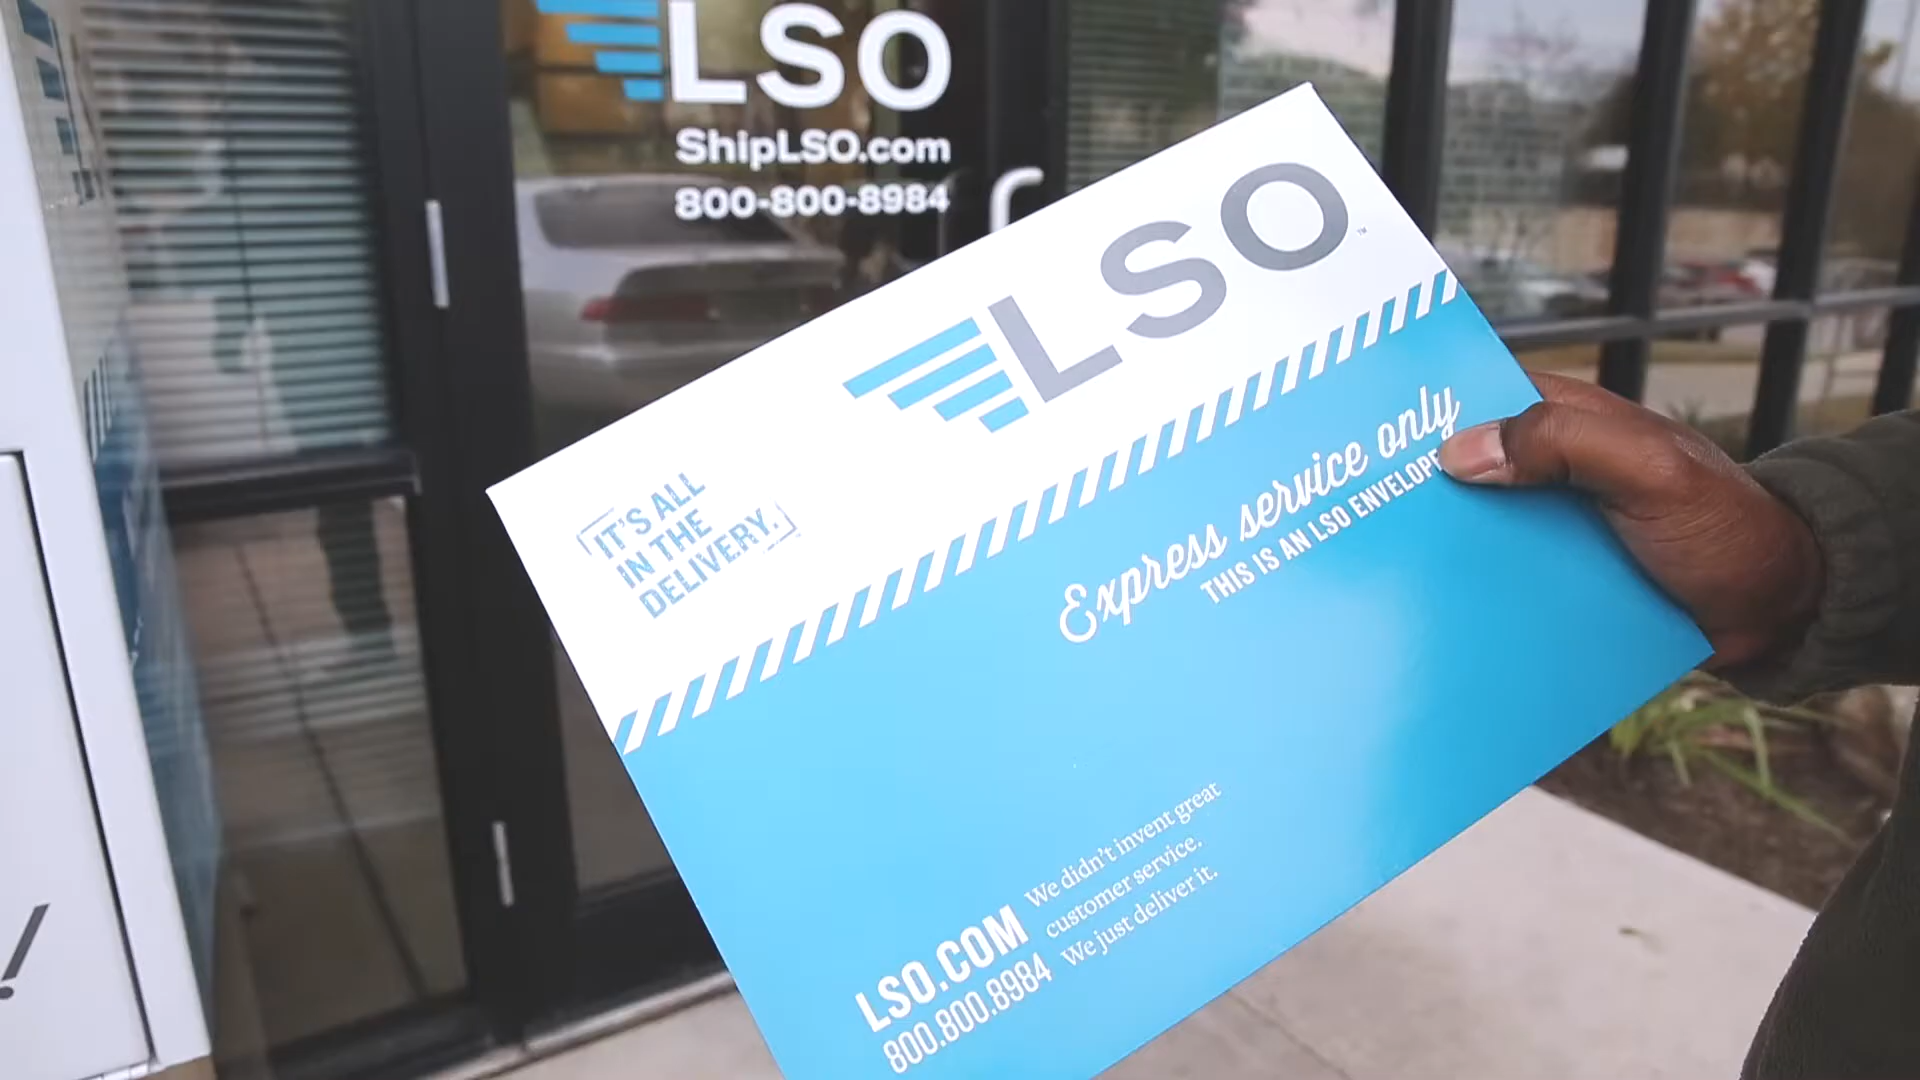 LSO
ShipLSO.com
800-800-8984
LSO™
IT'S ALL
IN THE
DELIVERY.
Express service only
THIS IS AN LSO ENVELOPE
LSO.COM
800.800.8984
We didn't invent great
customer service.
We just deliver it.
!